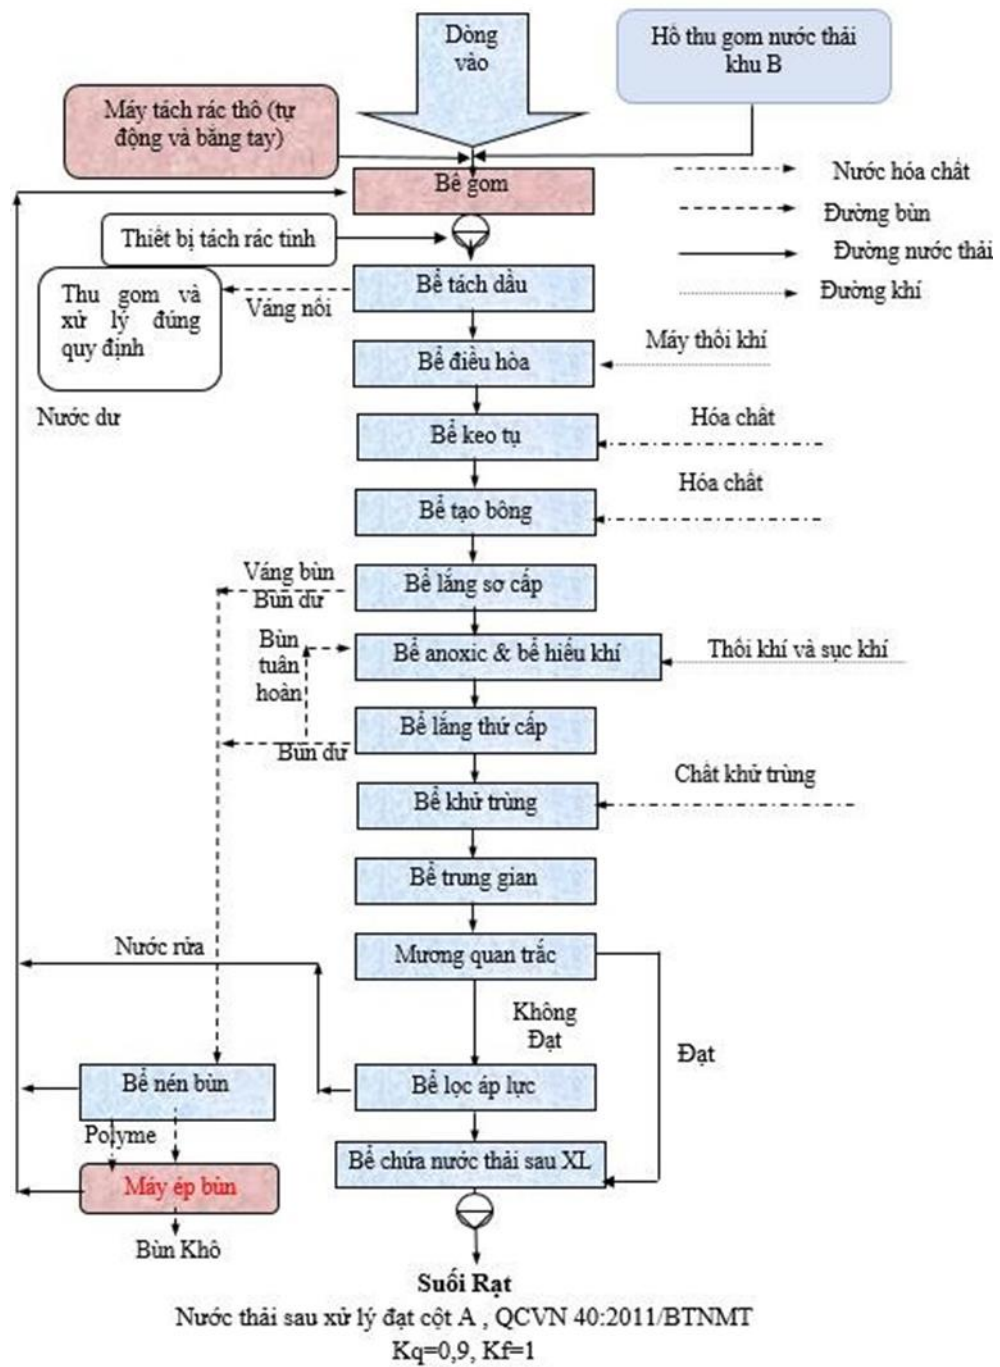 Dòng
vào
Hồ thu gom nước thải
khu B
Máy tách rác thô (tự
động và bằng tay)
Bể gom
Nước hóa chất
Đường bùn
Đường nước thải
Đường khí
Thiết bị tách rác tinh
Bể tách dầu
Thu gom và
xử lý đúng
quy định
Váng nổi
Máy thổi khí
Bể điều hòa
Nước dư
Hóa chất
Bể keo tụ
Hóa chất
Bể tạo bông
Váng bùn
Bùn dư
Bể lắng sơ cấp
Bùn
tuân
hoàn
Bể anoxic & bể hiếu khí
Thổi khí và sục khí
Bể lắng thứ cấp
Bùn dư
Chất khử trùng
Bể khử trùng
Bể trung gian
Nước rửa
Mương quan trắc
Không
Đạt
Đạt
Bể nén bùn
Bể lọc áp lực
Polyme
Bể chứa nước thải sau XL
Máy ép bùn
Bùn Khô
Suối Rạt
Nước thải sau xử lý đạt cột A , QCVN 40:2011/BTNMT
Kq=0,9, Kf=1